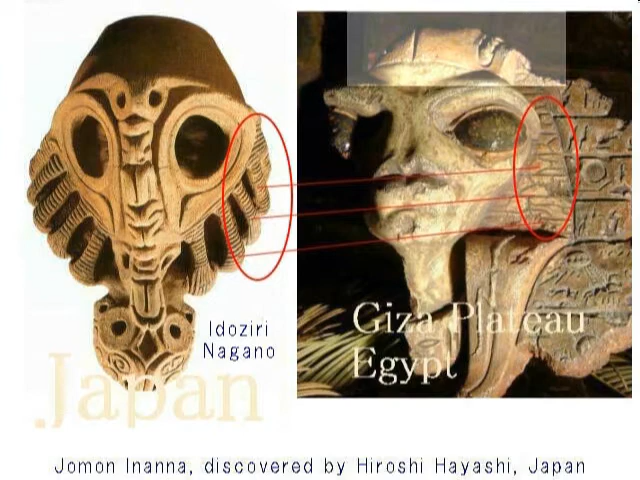 Idoziri
Nagano
.Japan
Giza Plateau
Egypt
Jomon Inanna, discovered by Hiroshi Hayashi, Japan